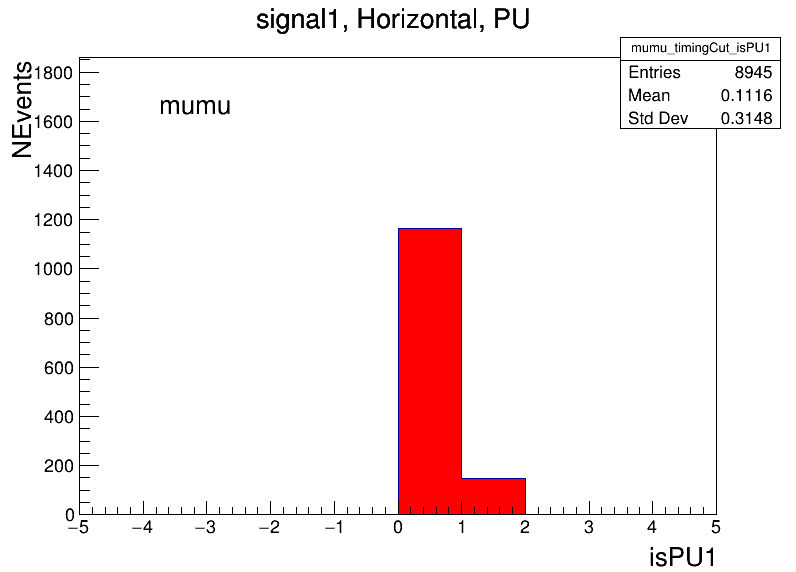 signal1, Horizontal, PU
mumu_timingCut_isPU1
Entries 8945
Mean 0.1116
Std Dev 0.3148
NEvents
mumu
1800
1600
1400
1200
1000
800
600
400
200
0
−5 −4 −3 −2 −1 0 1 2 3 4 5
isPU1